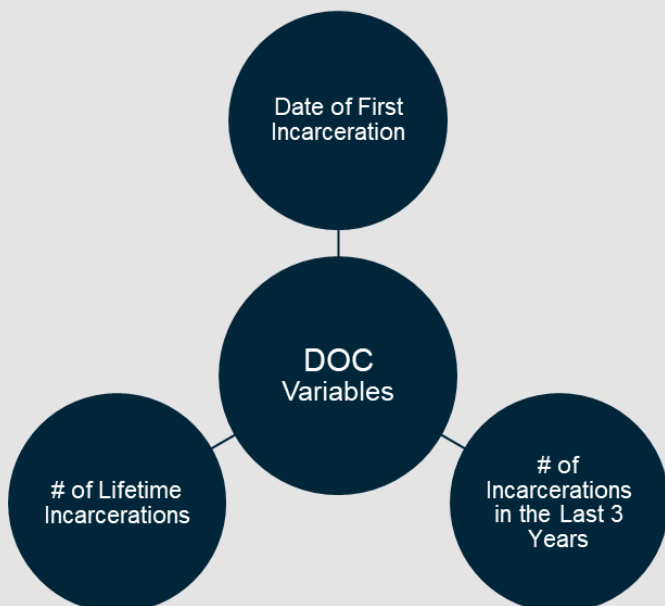 Date of First
Incarceration
DOC
Variables
# of Lifetime
Incarcerations
# of
Incarcerations
in the Last 3
Years